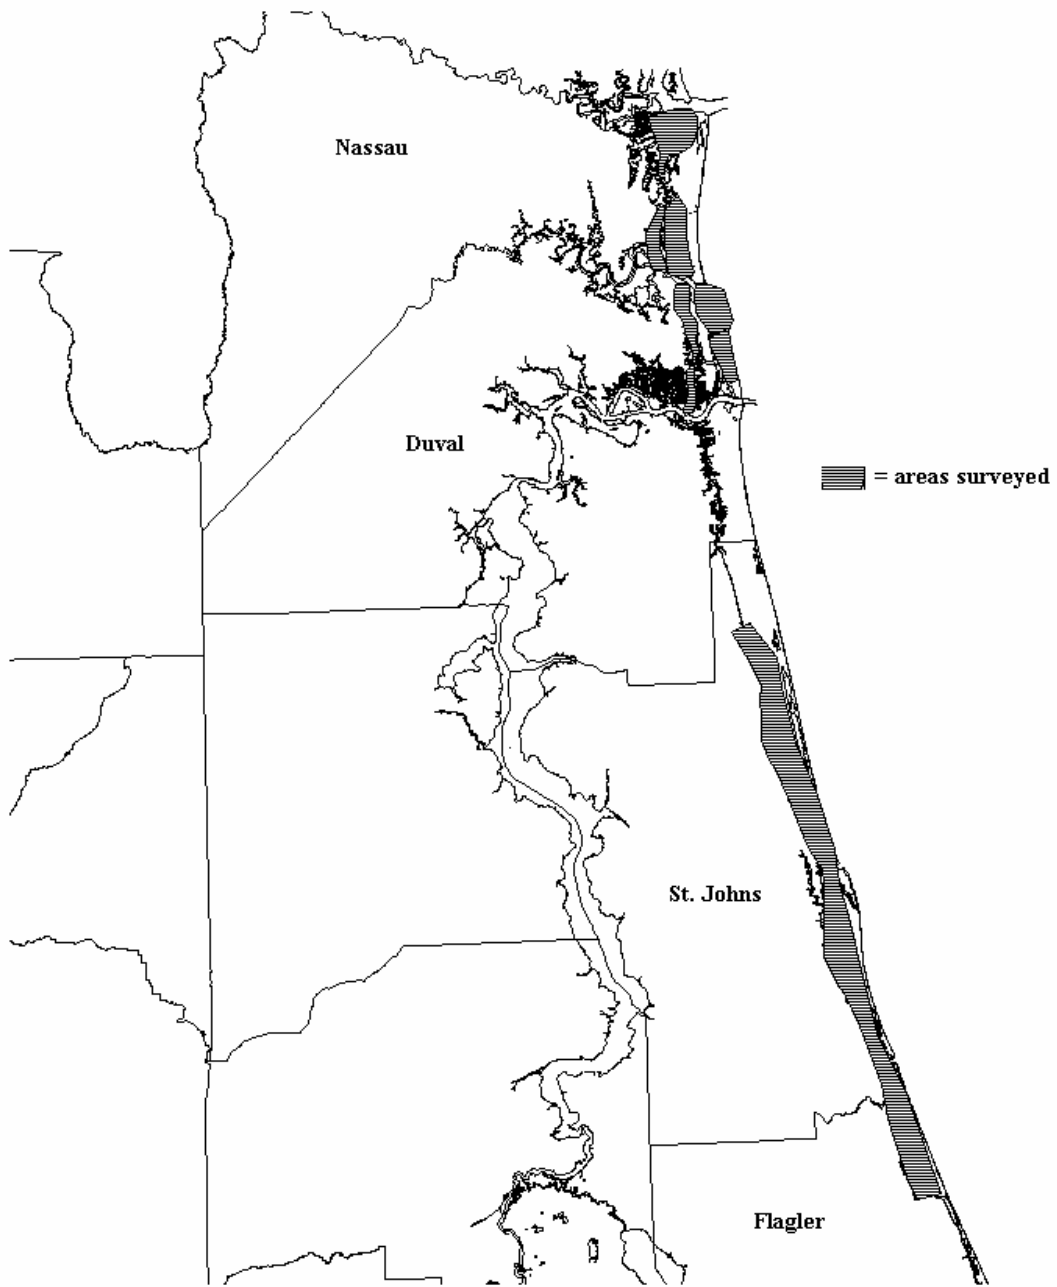 Nassau
Duval
= areas surveyed
St. Johns
Flagler